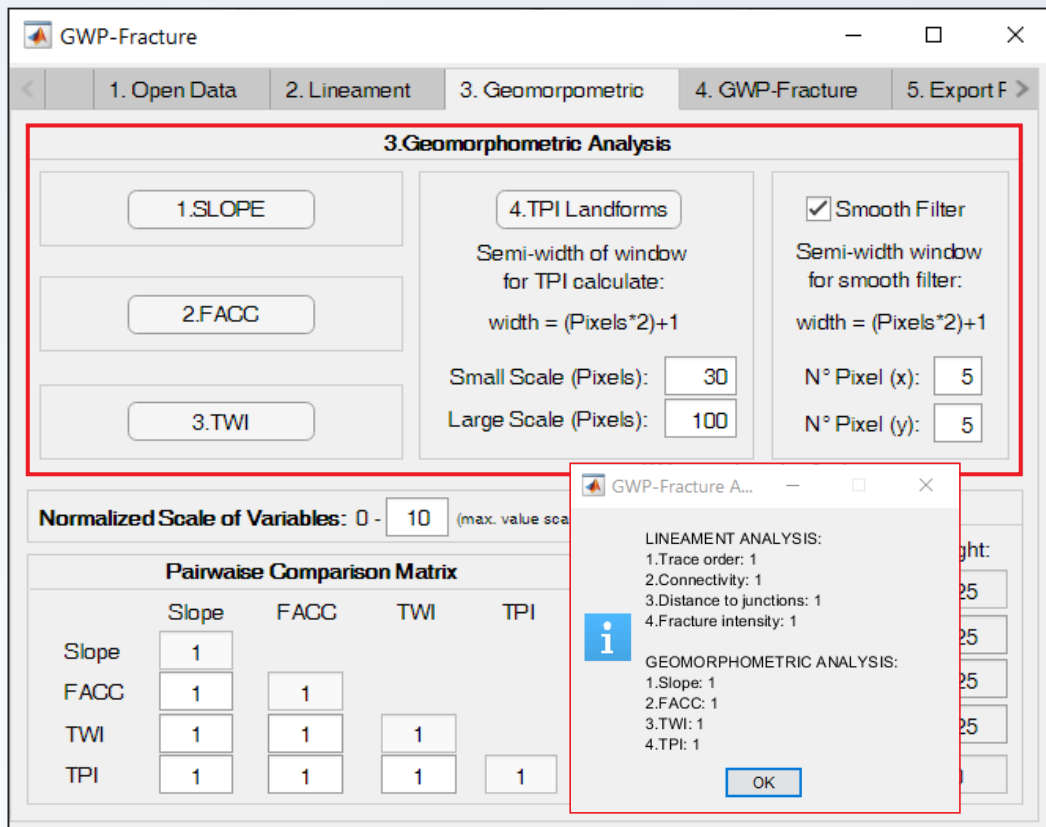 GWP-Fracture
1. Open Data
2. Lineament
3. Geomorpometric
4. GWP-Fracture
5. Export
3.Geomorphometric Analysis
1.SLOPE
2.FACC
3.TWI
4.TPI Landforms
Semi-width of window
for TPI calculate:
width = (Pixels*2)+1
Small Scale (Pixels): 30
Large Scale (Pixels): 100
Smooth Filter
Semi-width window
for smooth filter:
width = (Pixels*2)+1
N° Pixel (x): 5
N° Pixel (y): 5
Normalized Scale of Variables: 0 - 10 (max. value
Pairwaise Comparison Matrix
Slope FACC TWI TPI
Slope 1
FACC 1 1
TWI 1 1 1
TPI 1 1 1 1
GWP-Fracture A...
LINEAMENT ANALYSIS:
1.Trace order: 1
2.Connectivity: 1
3.Distance to junctions: 1
4.Fracture intensity: 1
GEOMORPHOMETRIC ANALYSIS:
1.Slope: 1
2.FACC: 1
3.TWI: 1
4.TPI: 1
OK